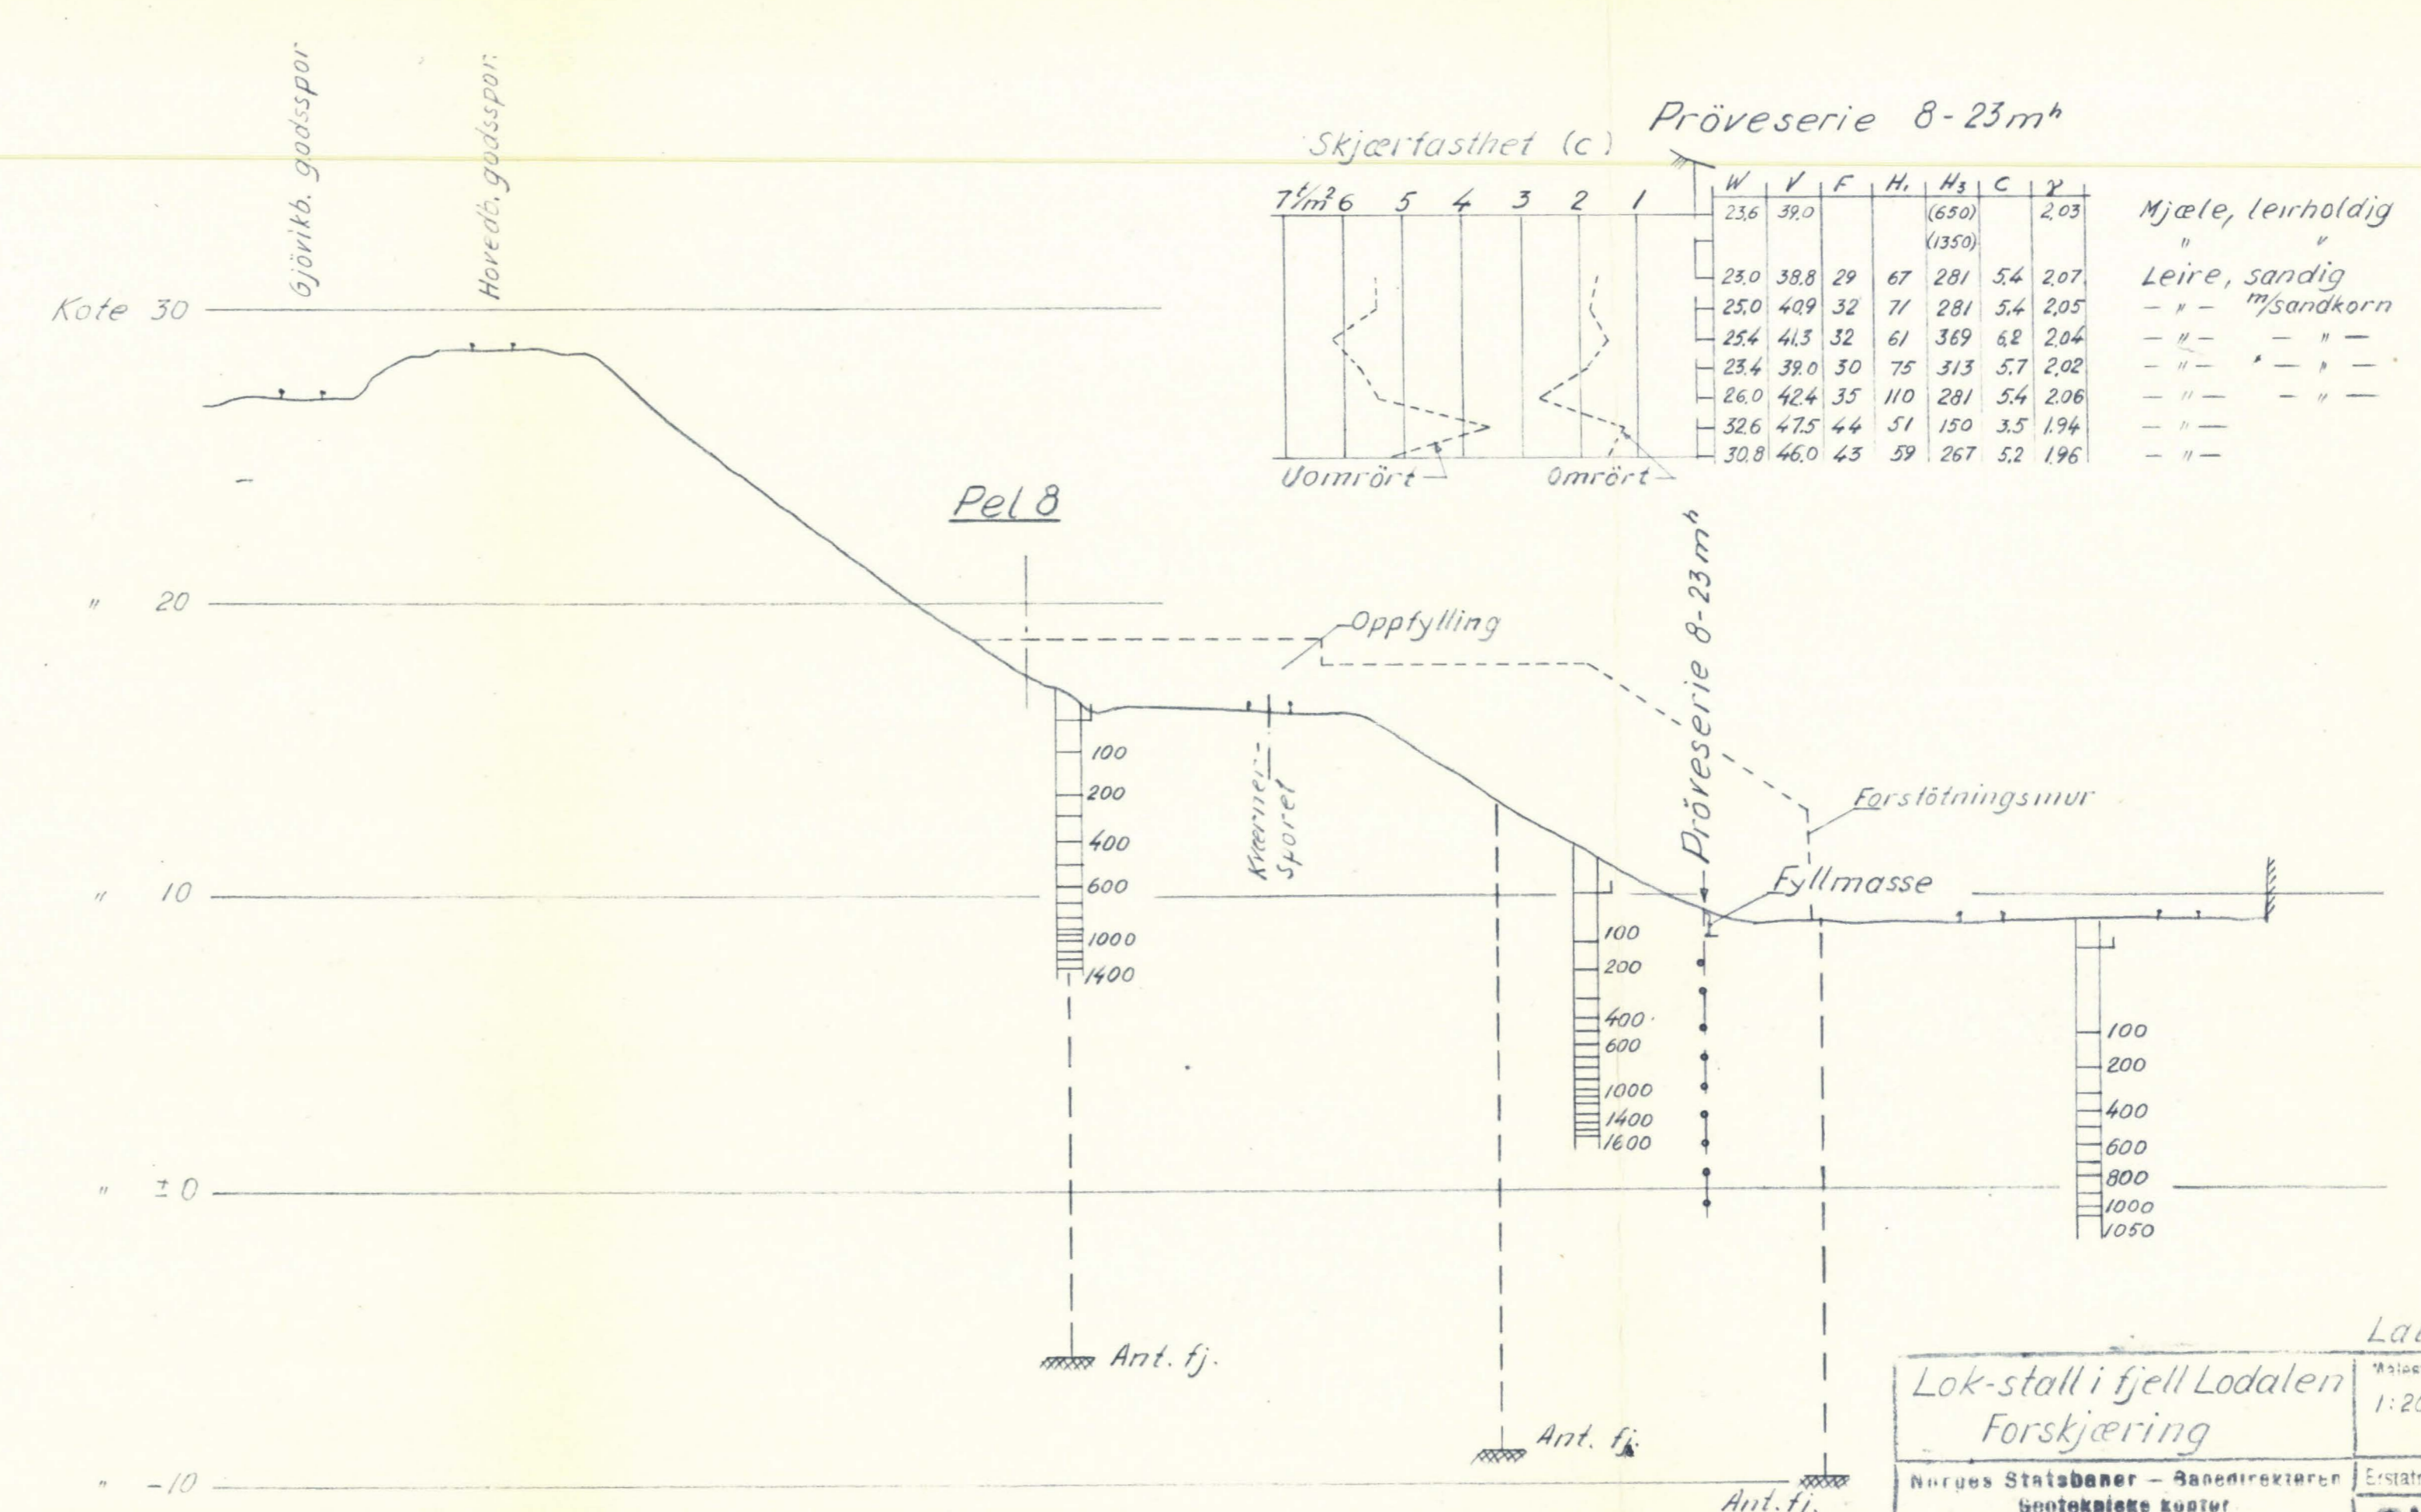 Gjövikb. godsspor
Hovedb. godsspor.
Pröveserie 8-23mʰ
Skjærfasthet (c)
7 t/m² 6 5 4 3 2 1
W V F H₁ H₃ C γ
23,6 39,0 (650) 2,03 Mjæle, leirholdig
(1350) " "
23,0 38,8 29 67 281 5,4 2,07 Leire, sandig
25,0 40,9 32 71 281 5,4 2,05 — " — m/sandkorn
25,4 41,3 32 61 369 6,2 2,04 — " — — " —
23,4 39,0 30 75 313 5,7 2,02 — " — — " —
26,0 42,4 35 110 281 5,4 2,06 — " — — " —
32,6 47,5 44 51 150 3,5 1,94 — " —
30,8 46,0 43 59 267 5,2 1,96 — " —
Uomrört Omrört
Kote 30
Pel 8
" 20
Oppfylling
Pröveserie 8-23mʰ
Kværner-
sporet
Forstötningsmur
Fyllmasse
" 10
100
200
400
600
1000
1400
100
200
400
600
1000
1400
1600
100
200
400
600
800
1000
1050
" ± 0
Ant. fj.
Ant. fj.
Ant. fj.
" -10
Lok-stall i fjell Lodalen
Forskjæring
Norges Statsbaner — Banedirektøren
Geotekniske kontor